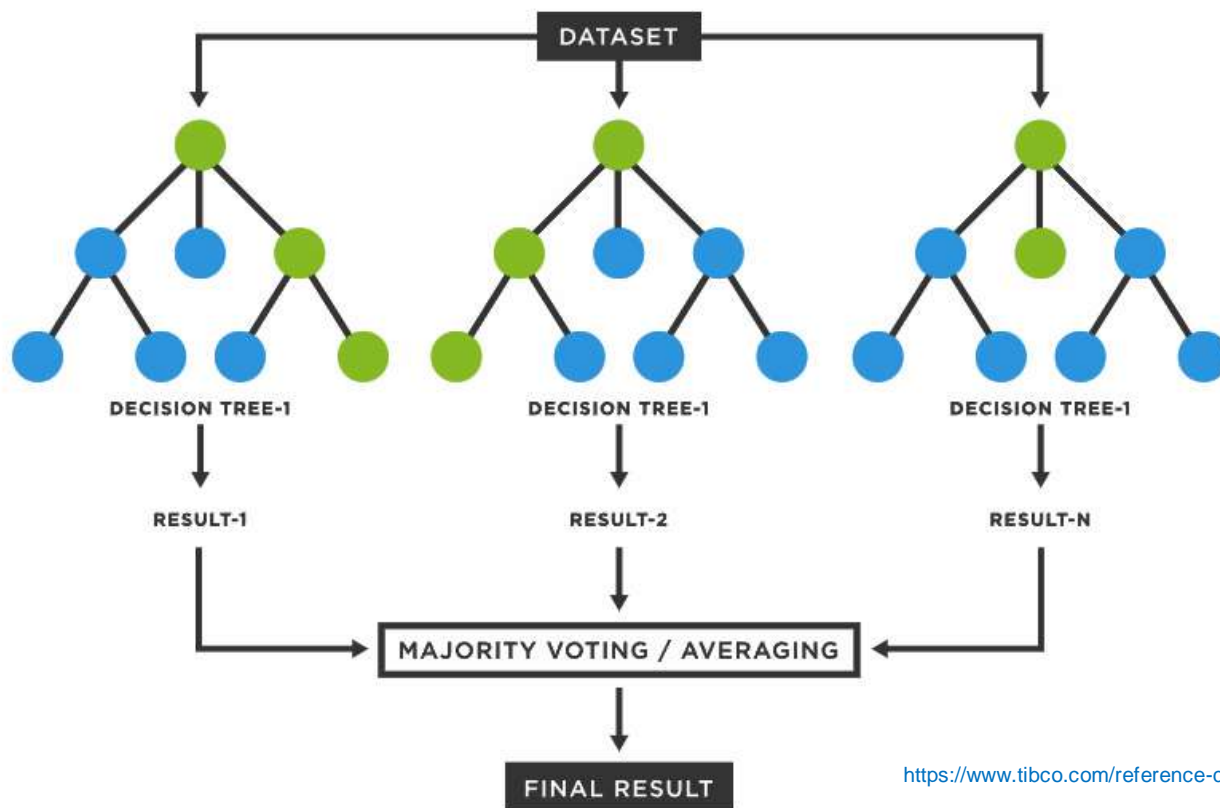 DATASET
DECISION TREE-1
DECISION TREE-1
DECISION TREE-1
RESULT-1
RESULT-2
RESULT-N
MAJORITY VOTING / AVERAGING
FINAL RESULT
https://www.tibco.com/reference-c